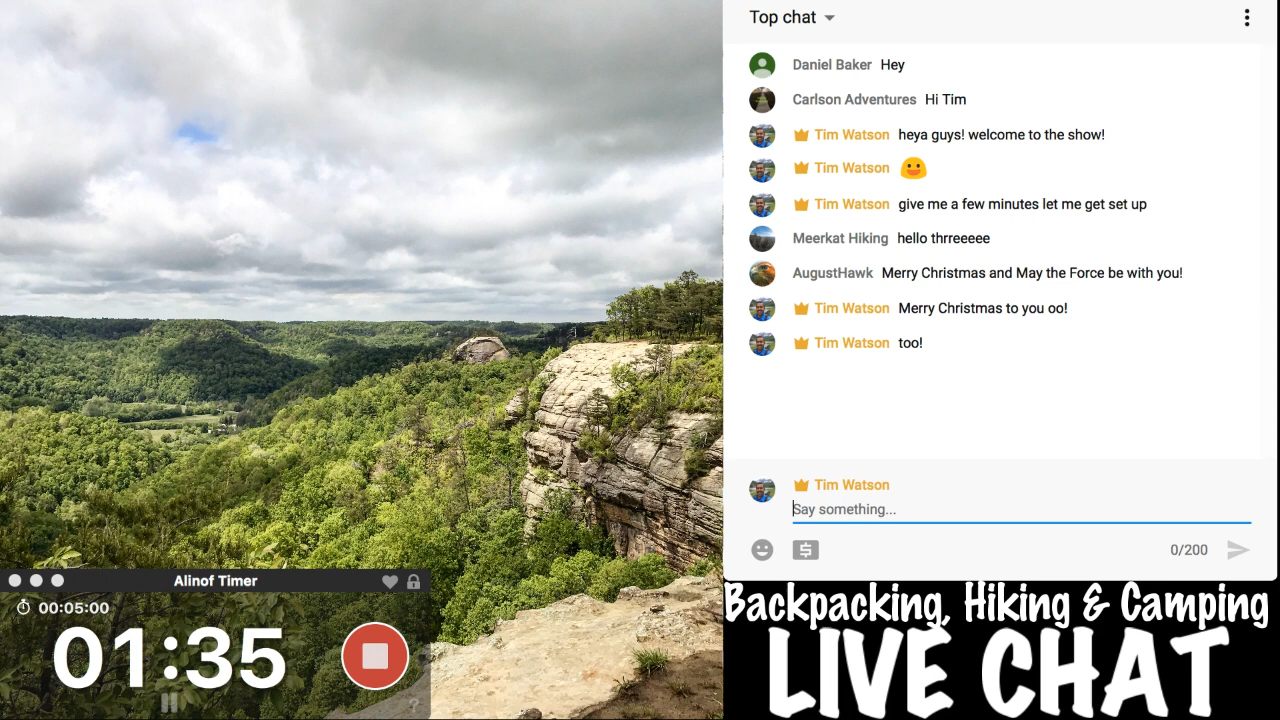 Top chat
Daniel Baker Hey
Carlson Adventures Hi Tim
Tim Watson heya guys! welcome to the show!
Tim Watson
Tim Watson give me a few minutes let me get set up
Meerkat Hiking hello thrreeeee
AugustHawk Merry Christmas and May the Force be with you!
Tim Watson Merry Christmas to you oo!
Tim Watson too!
Tim Watson
Say something...
0/200
Alinof Timer
00:05:00
01:35
?
Backpacking, Hiking & Camping
LIVE CHAT